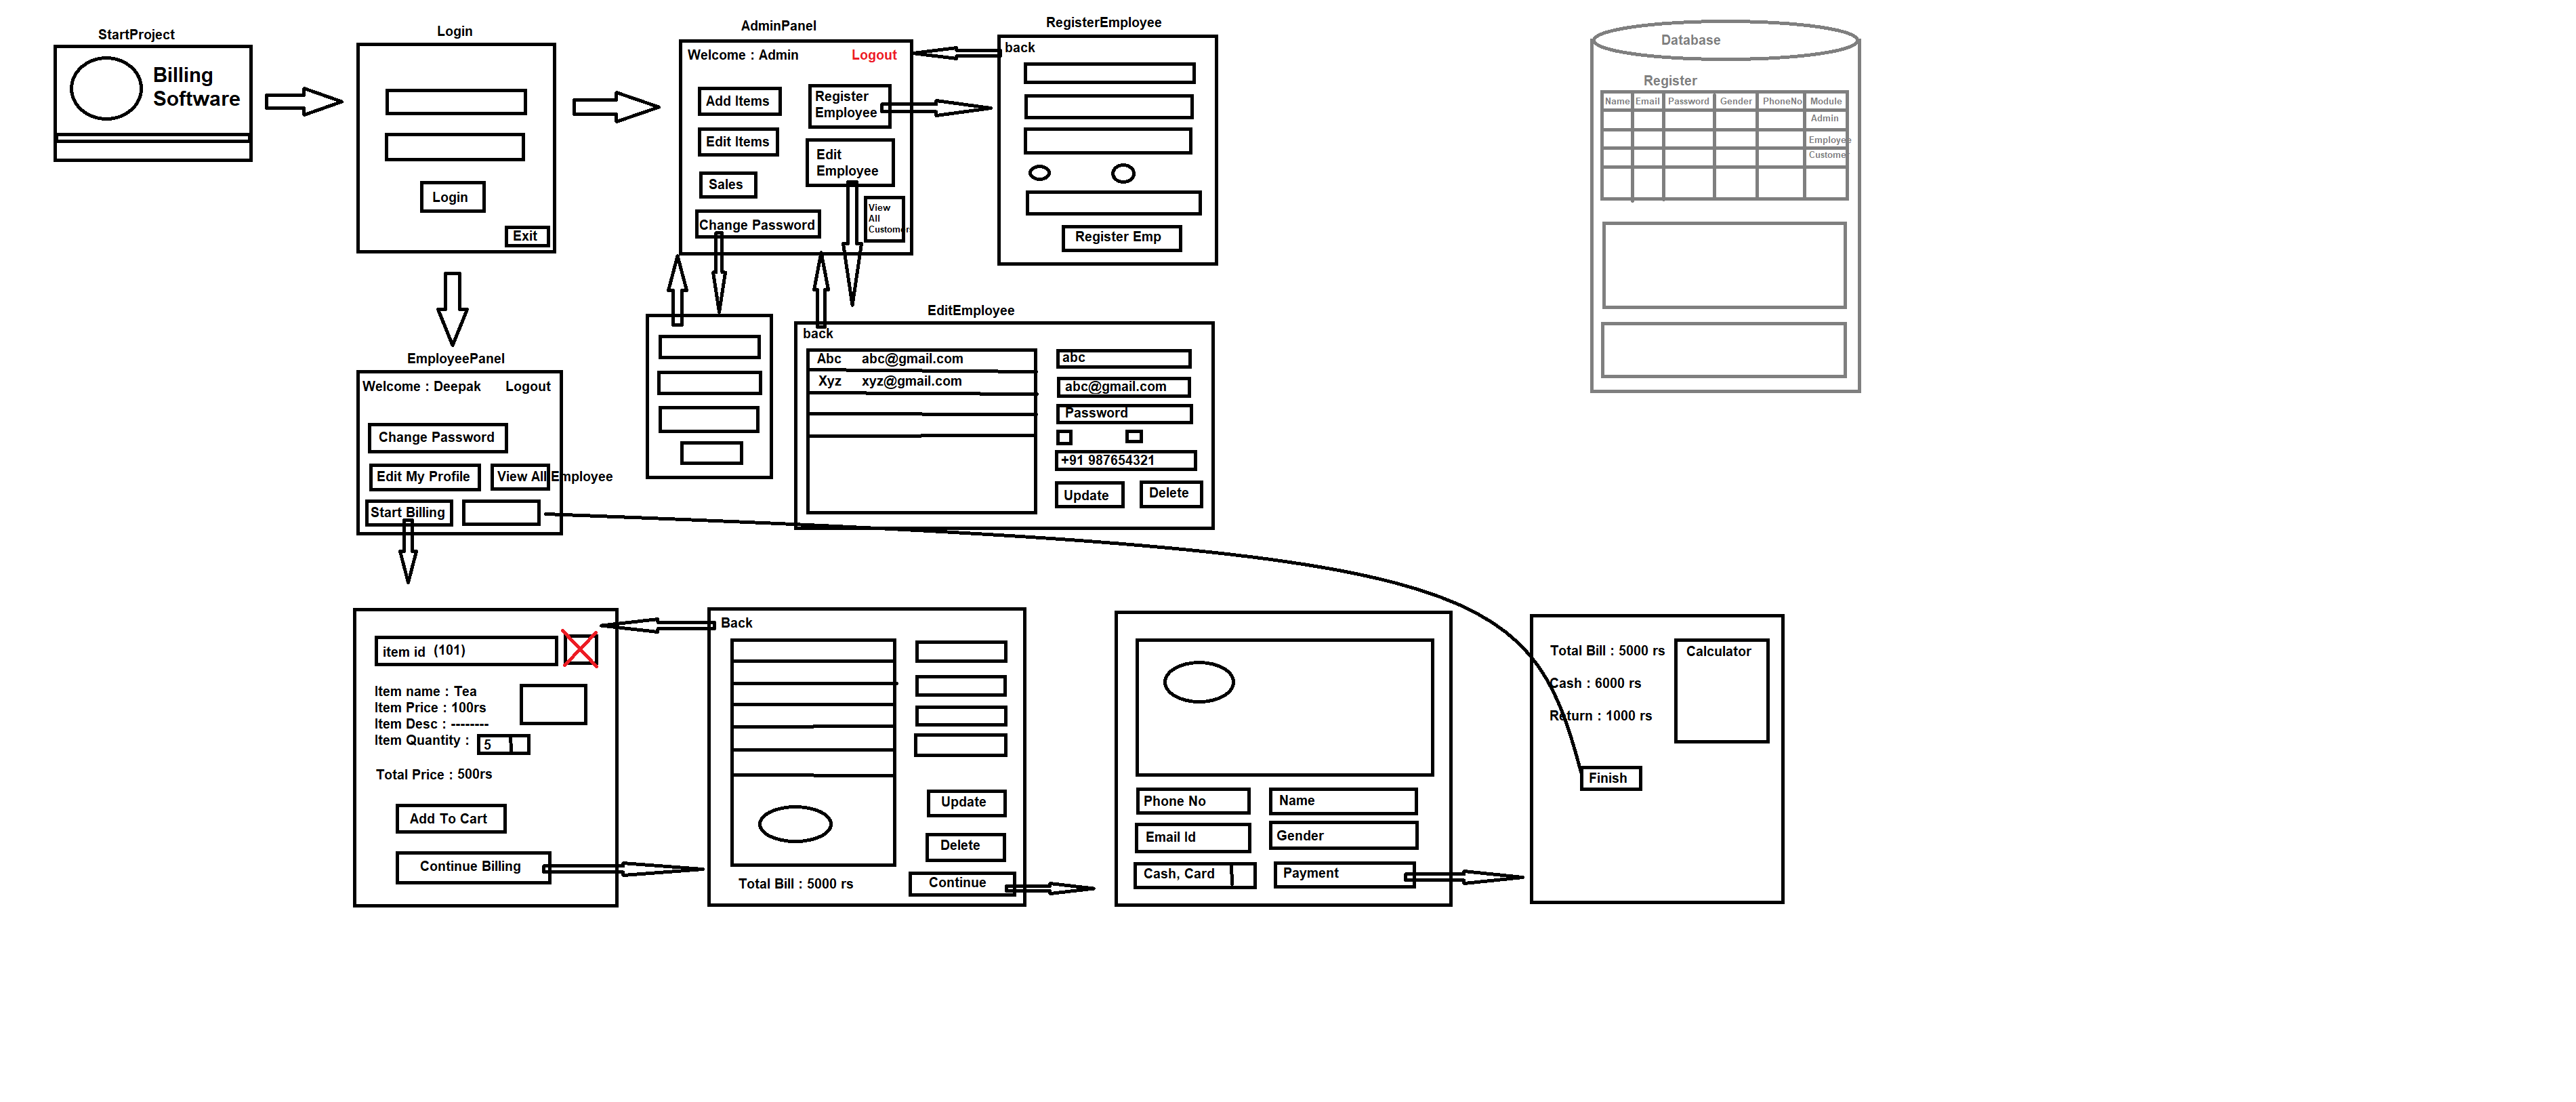 StartProject
Billing
Software
Login
Login
Exit
AdminPanel
Welcome : Admin Logout
Add Items
Register
Employee
Edit Items
Edit
Employee
Sales
View
All
Customer
Change Password
RegisterEmployee
back
Register Emp
Database
Register
Name Email Password Gender PhoneNo Module
Admin
Employee
Customer
EmployeePanel
Welcome : Deepak Logout
Change Password
Edit My Profile View All Employee
Start Billing
EditEmployee
back
Abc abc@gmail.com
Xyz xyz@gmail.com
abc
abc@gmail.com
Password
+91 987654321
Update Delete
item id (101)
Item name : Tea
Item Price : 100rs
Item Desc : --------
Item Quantity : 5
Total Price : 500rs
Add To Cart
Continue Billing
Back
Update
Delete
Total Bill : 5000 rs Continue
Phone No Name
Email Id Gender
Cash, Card Payment
Total Bill : 5000 rs Calculator
Cash : 6000 rs
Return : 1000 rs
Finish